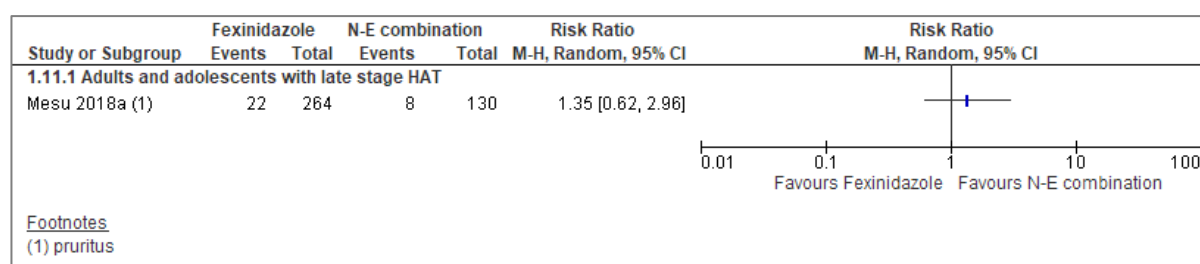 Fexinidazole N-E combination Risk Ratio Risk Ratio
Study or Subgroup Events Total Events Total M-H, Random, 95% CI M-H, Random, 95% CI
1.11.1 Adults and adolescents with late stage HAT
Mesu 2018a (1) 22 264 8 130 1.35 [0.62, 2.96]
0.01 0.1 1 10 100
Favours Fexinidazole Favours N-E combination
Footnotes
(1) pruritus